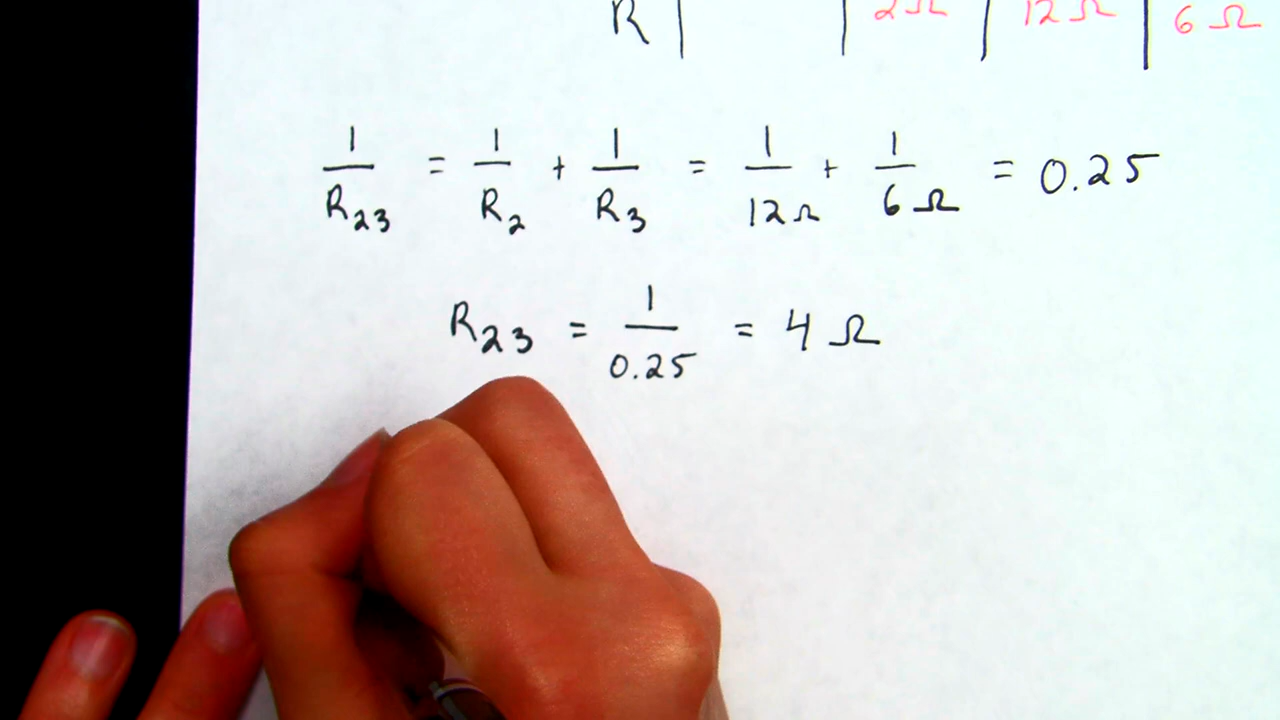 R | | 2Ω | 12Ω | 6Ω
1/R₂₃ = 1/R₂ + 1/R₃ = 1/12Ω + 1/6Ω = 0.25
R₂₃ = 1/0.25 = 4Ω